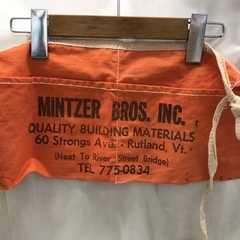 MINTZER BROS. INC.
QUALITY BUILDING MATERIALS
60 Strongs Ave. - Rutland, Vt.
(Next To River Street Bridge)
TEL 775-0834